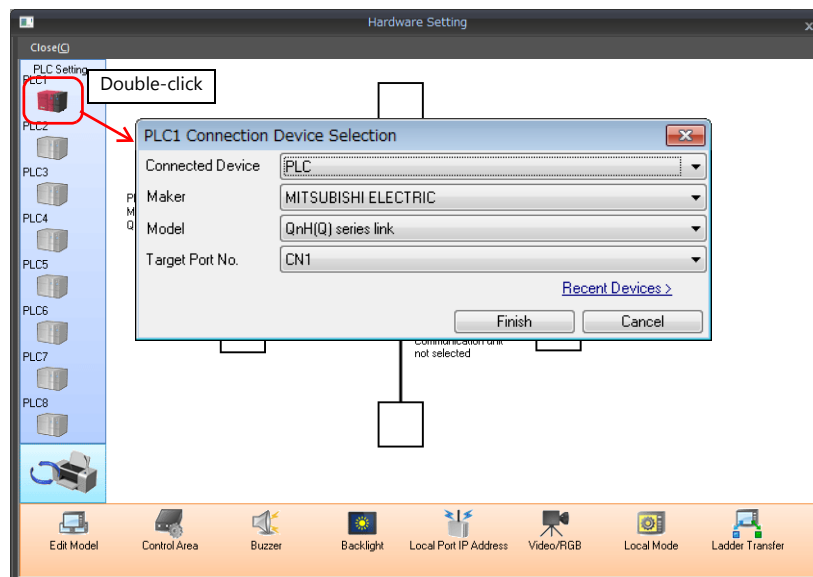 Hardware Setting
x
Close(C)
PLC Setting
PLC1
Double-click
PLC2
PLC3
PLC4
PLC5
PLC6
PLC7
PLC8
P
M
Q
PLC1 Connection Device Selection
Connected Device PLC
Maker MITSUBISHI ELECTRIC
Model QnH(Q) series link
Target Port No. CN1
Recent Devices >
Finish Cancel
Communication unit
not selected
Edit Model Control Area Buzzer Backlight Local Port IP Address Video/RGB Local Mode Ladder Transfer